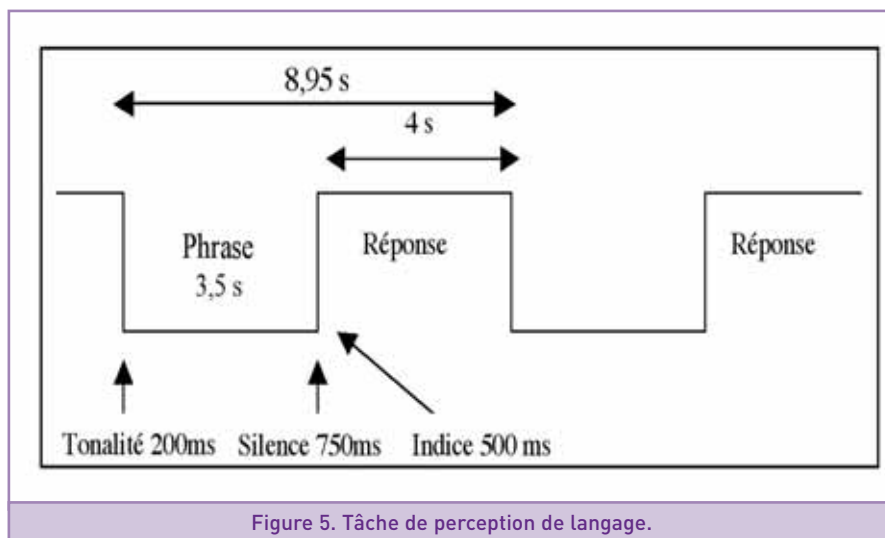 8,95 s
4 s
Phrase
3,5 s
Réponse
Réponse
Tonalité 200ms
Silence 750ms
Indice 500 ms
Figure 5. Tâche de perception de langage.